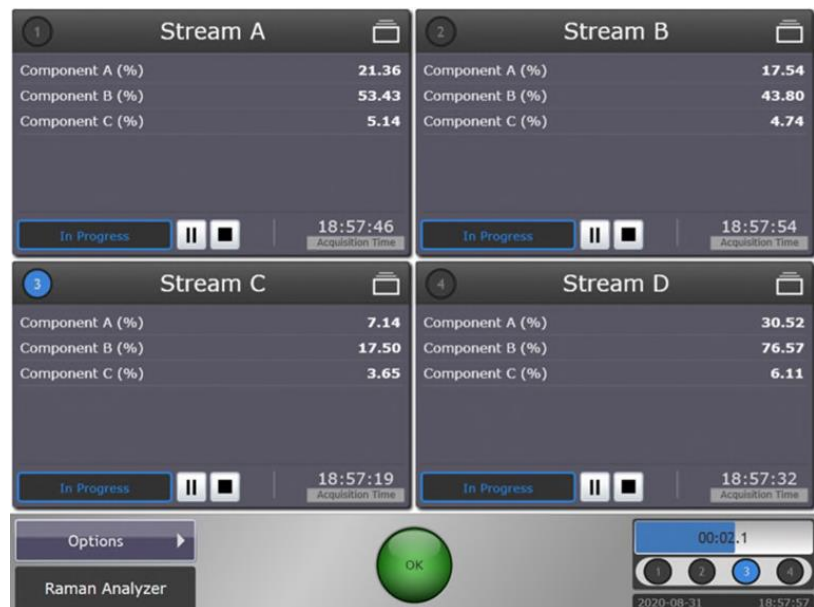 1 Stream A
Component A (%) 21.36
Component B (%) 53.43
Component C (%) 5.14
In Progress 18:57:46
Acquisition Time
2 Stream B
Component A (%) 17.54
Component B (%) 43.80
Component C (%) 4.74
In Progress 18:57:54
Acquisition Time
3 Stream C
Component A (%) 7.14
Component B (%) 17.50
Component C (%) 3.65
In Progress 18:57:19
Acquisition Time
4 Stream D
Component A (%) 30.52
Component B (%) 76.57
Component C (%) 6.11
In Progress 18:57:32
Acquisition Time
Options
Raman Analyzer
OK
00:02.1
1 2 3 4
2020-08-31 18:57:57